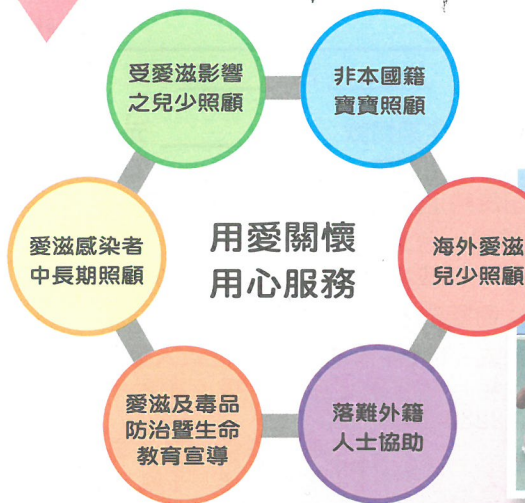 受愛滋影響
之兒少照顧
非本國籍
寶寶照顧
愛滋感染者
中長期照顧
用愛關懷
用心服務
海外愛滋
兒少照顧
愛滋及毒品
防治暨生命
教育宣導
落難外籍
人士協助